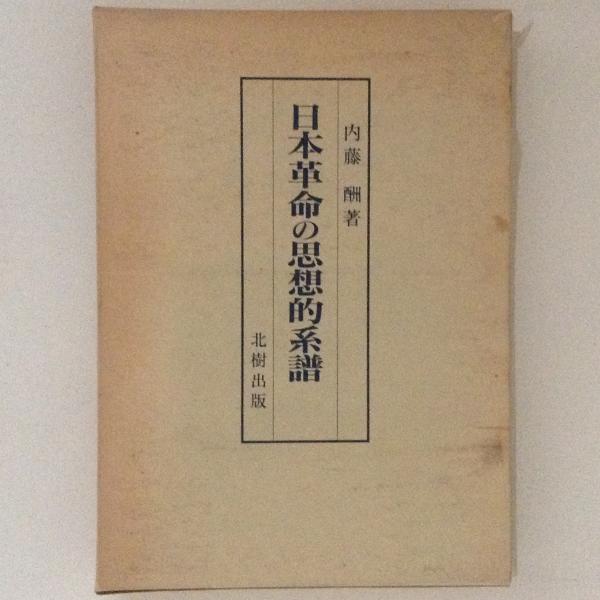 内藤 酬著
日本革命の思想的系譜
北樹出版